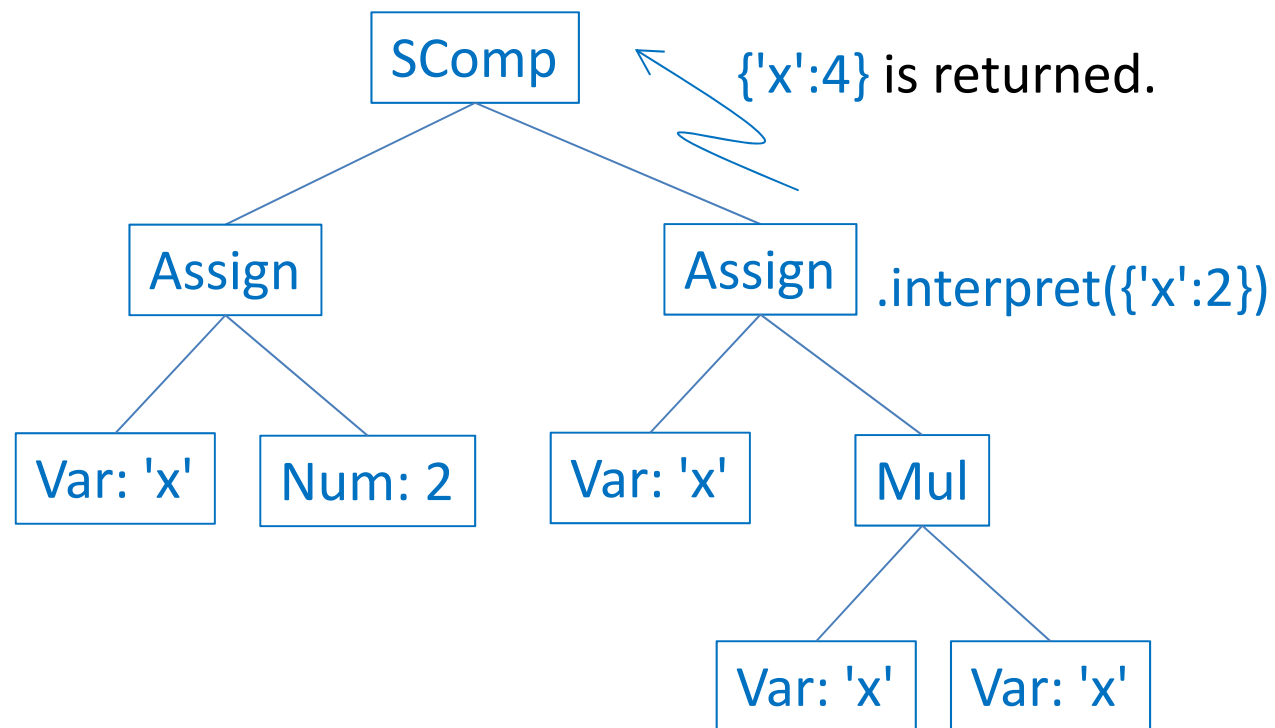 SComp
{'x':4} is returned.
Assign
Assign
.interpret({'x':2})
Var: 'x'
Num: 2
Var: 'x'
Mul
Var: 'x'
Var: 'x'